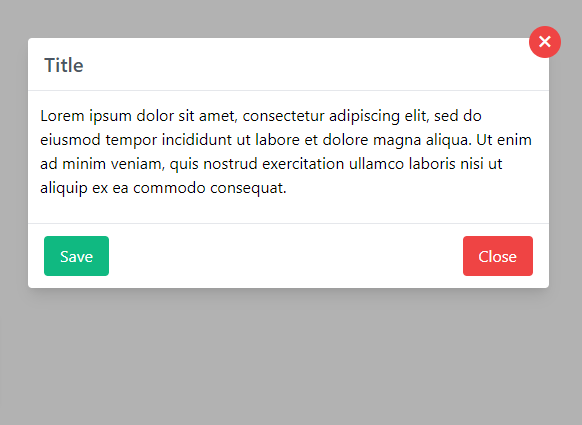 Title
Lorem ipsum dolor sit amet, consectetur adipiscing elit, sed do
eiusmod tempor incididunt ut labore et dolore magna aliqua. Ut enim
ad minim veniam, quis nostrud exercitation ullamco laboris nisi ut
aliquip ex ea commodo consequat.
Save
Close